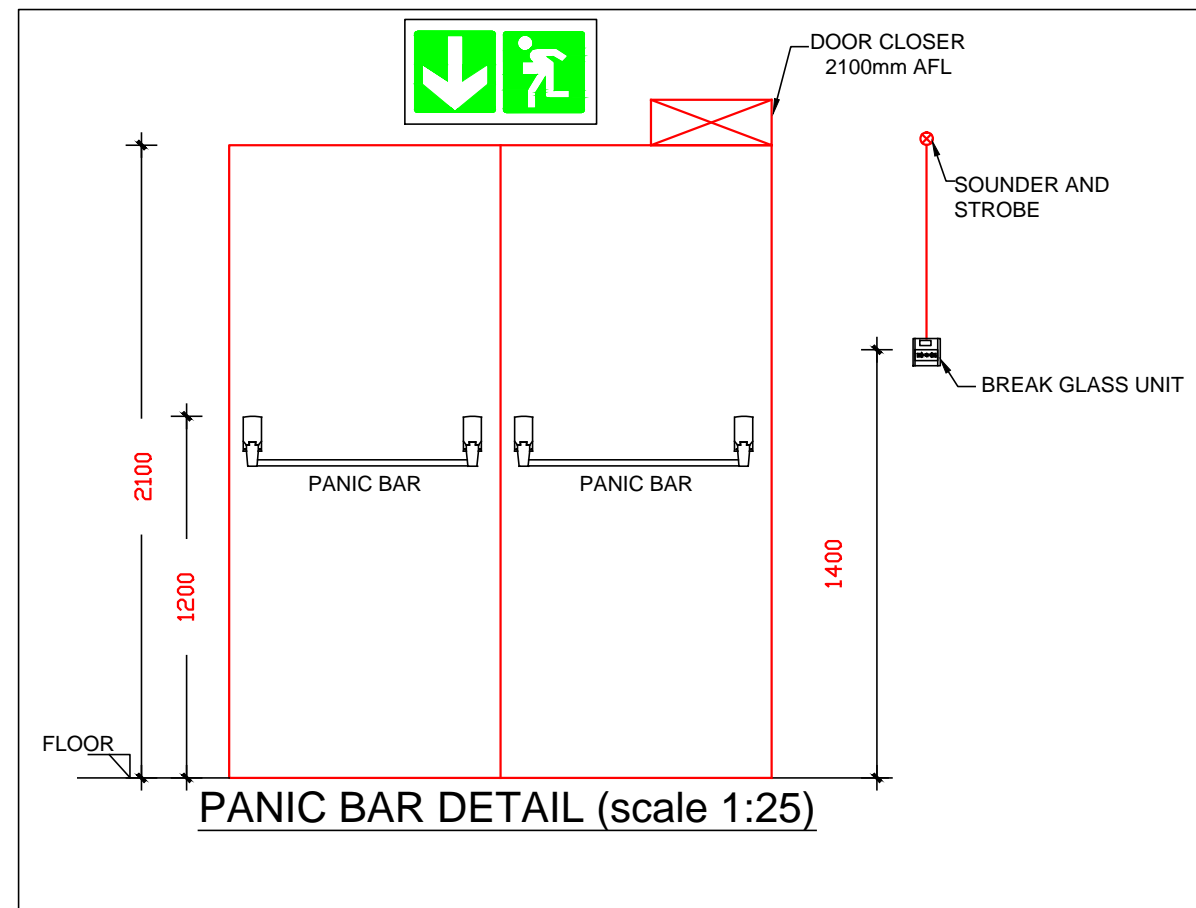 DOOR CLOSER
2100mm AFL
SOUNDER AND
STROBE
BREAK GLASS UNIT
PANIC BAR
PANIC BAR
2100
1200
1400
FLOOR
PANIC BAR DETAIL (scale 1:25)